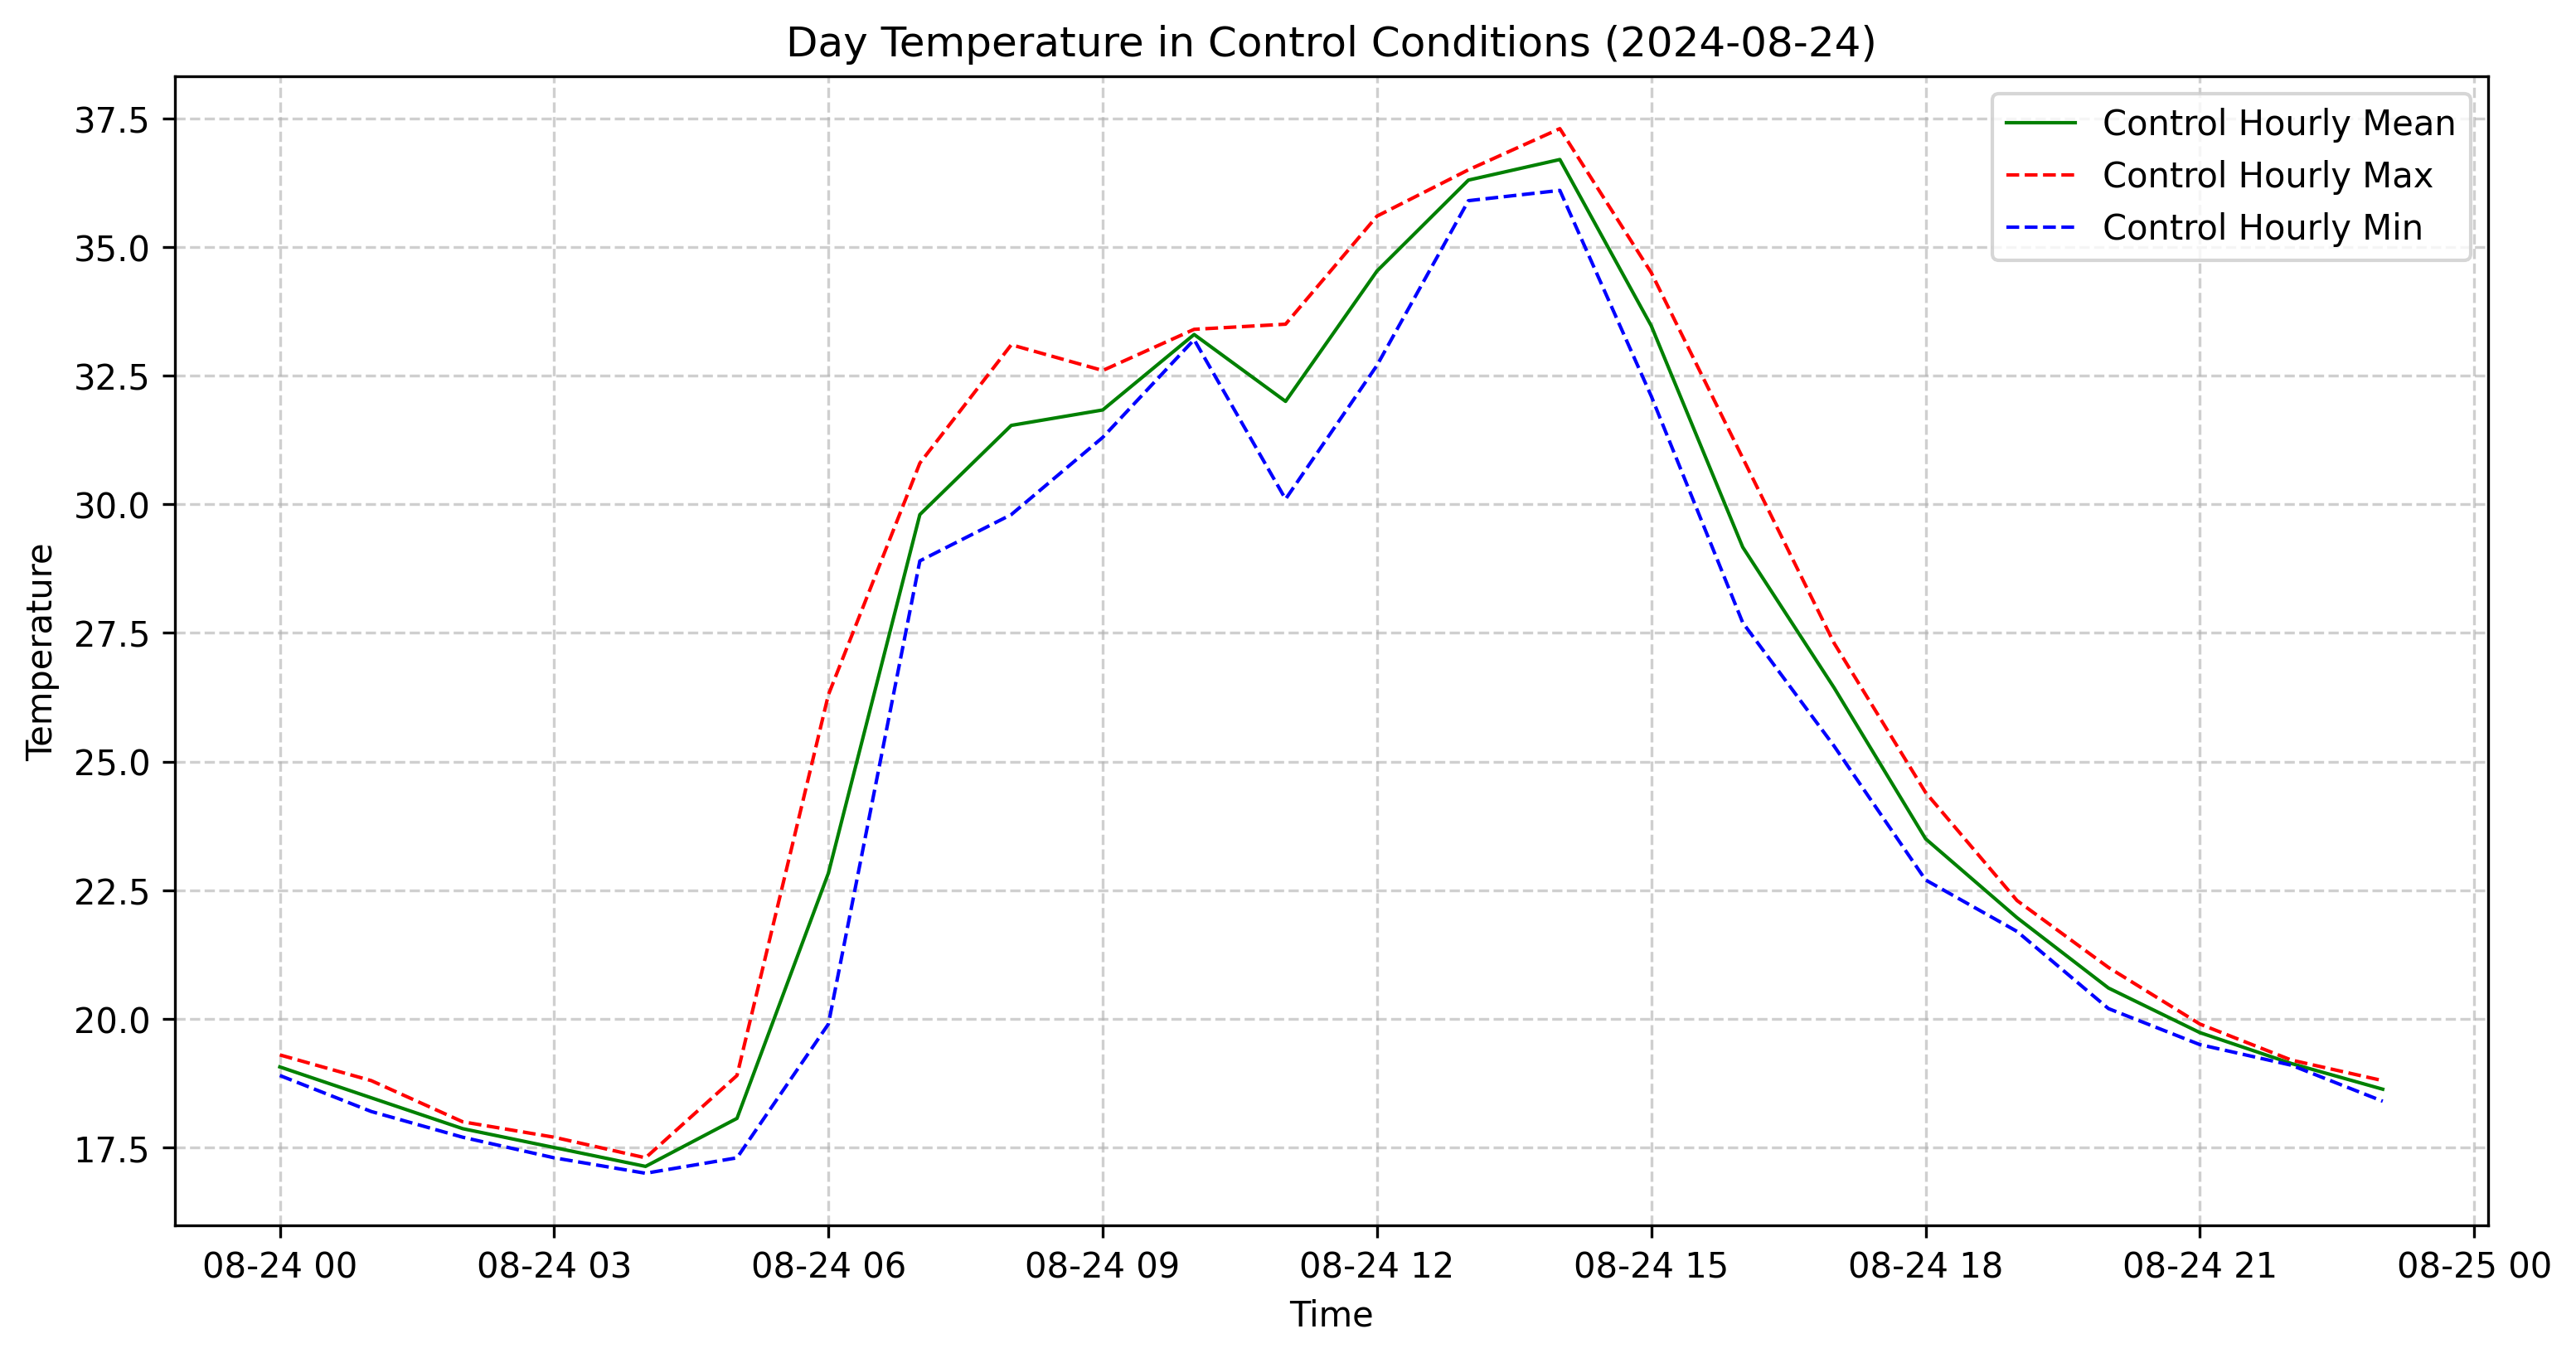 Day Temperature in Control Conditions (2024-08-24)
Control Hourly Mean
Control Hourly Max
Control Hourly Min
Temperature
37.5
35.0
32.5
30.0
27.5
25.0
22.5
20.0
17.5
08-24 00 08-24 03 08-24 06 08-24 09 08-24 12 08-24 15 08-24 18 08-24 21 08-25 00
Time